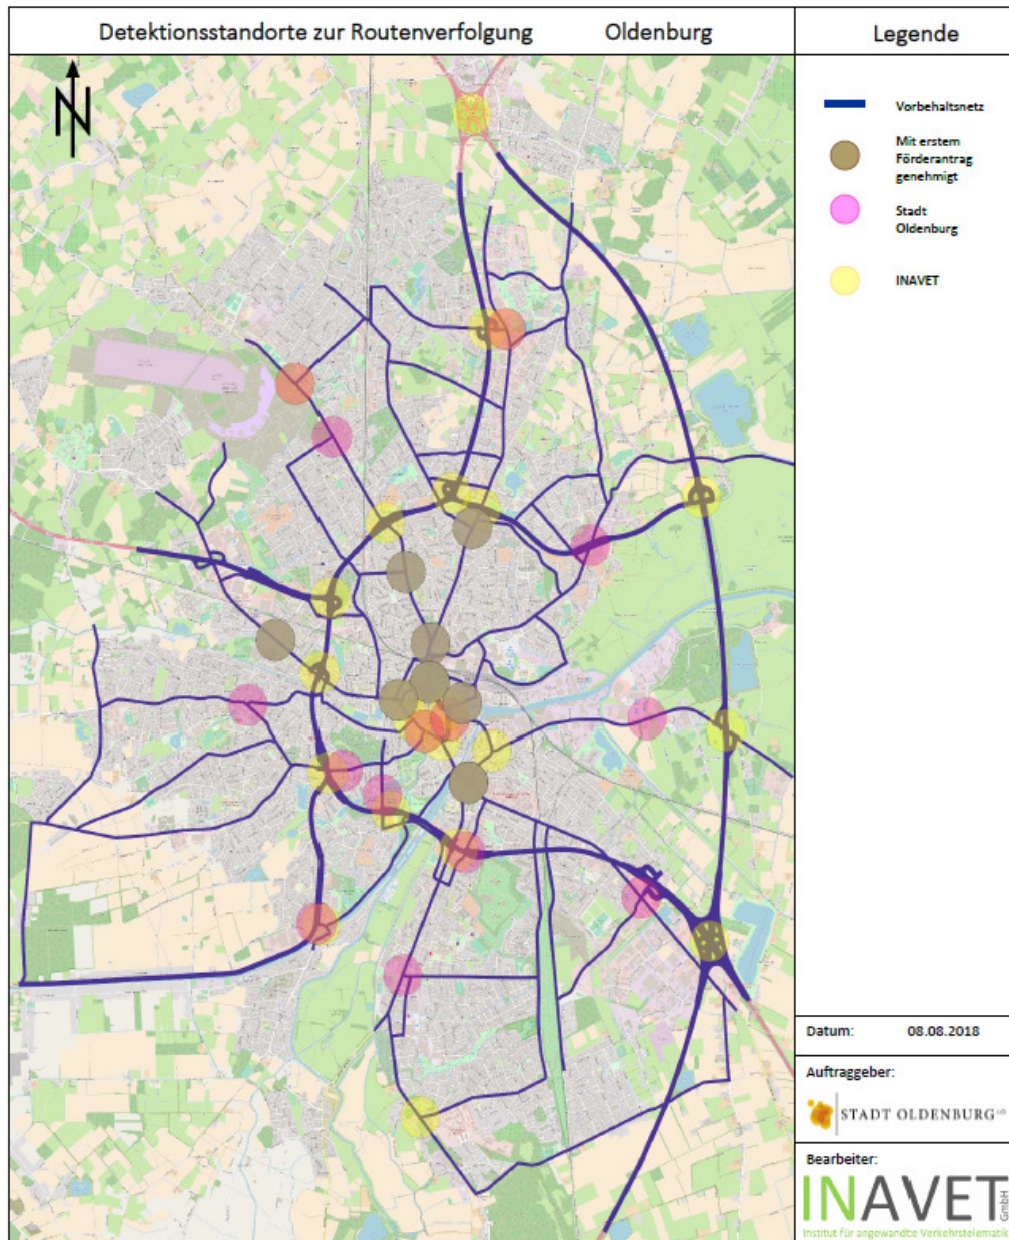 Detektionsstandorte zur Routenverfolgung Oldenburg
Legende
N
Vorbehaltsnetz
Mit erstem
Förderantrag
genehmigt
Stadt
Oldenburg
INAVET
Datum: 08.08.2018
Auftraggeber:
STADT OLDENBURG
Bearbeiter:
INAVET GmbH
Institut für angewandte Verkehrstelematik